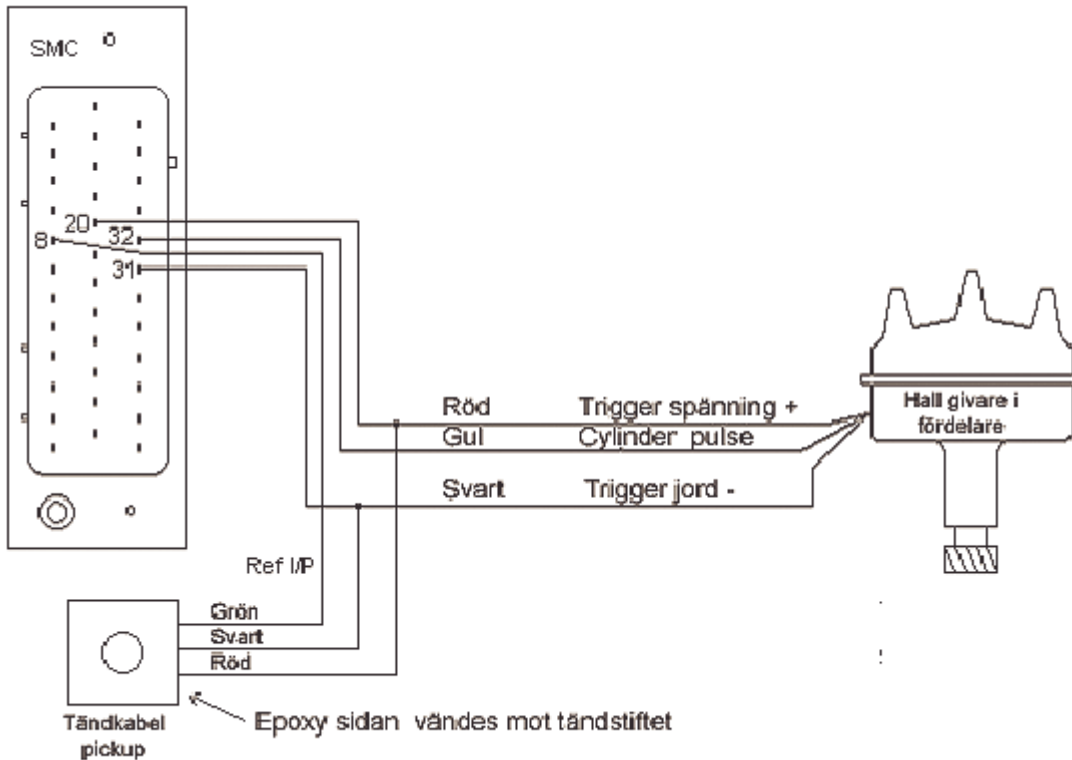 SMC
20
8
32
31
Röd Trigger spänning +
Gul Cylinder pulse
Svart Trigger jord -
Hall givare i
fördelare
Ref I/P
Grön
Svart
Röd
Tändkabel
pickup
Epoxy sidan vändes mot tändstiftet